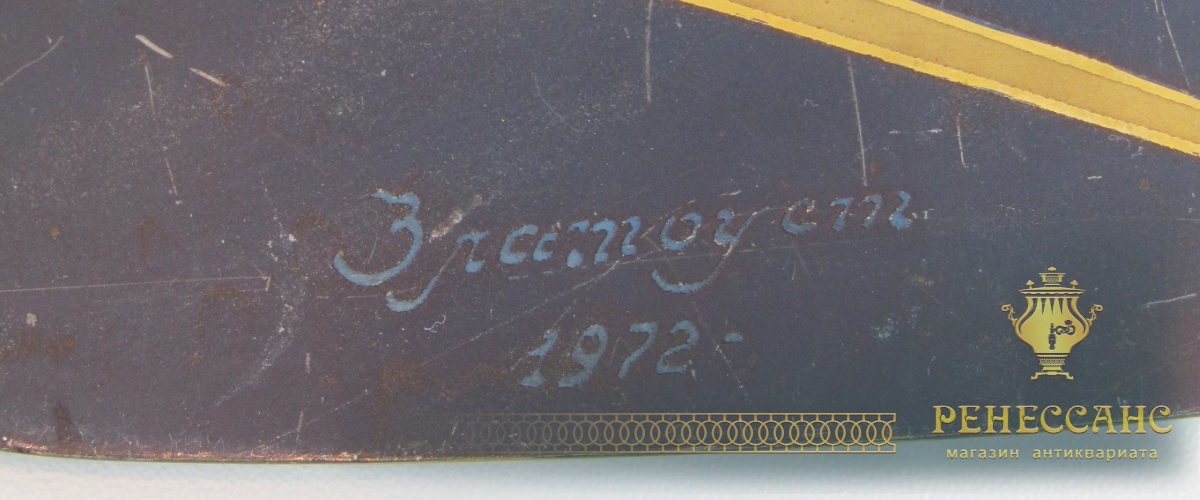 Златоуст
1972-
РЕНЕССАНС
магазин антиквариата